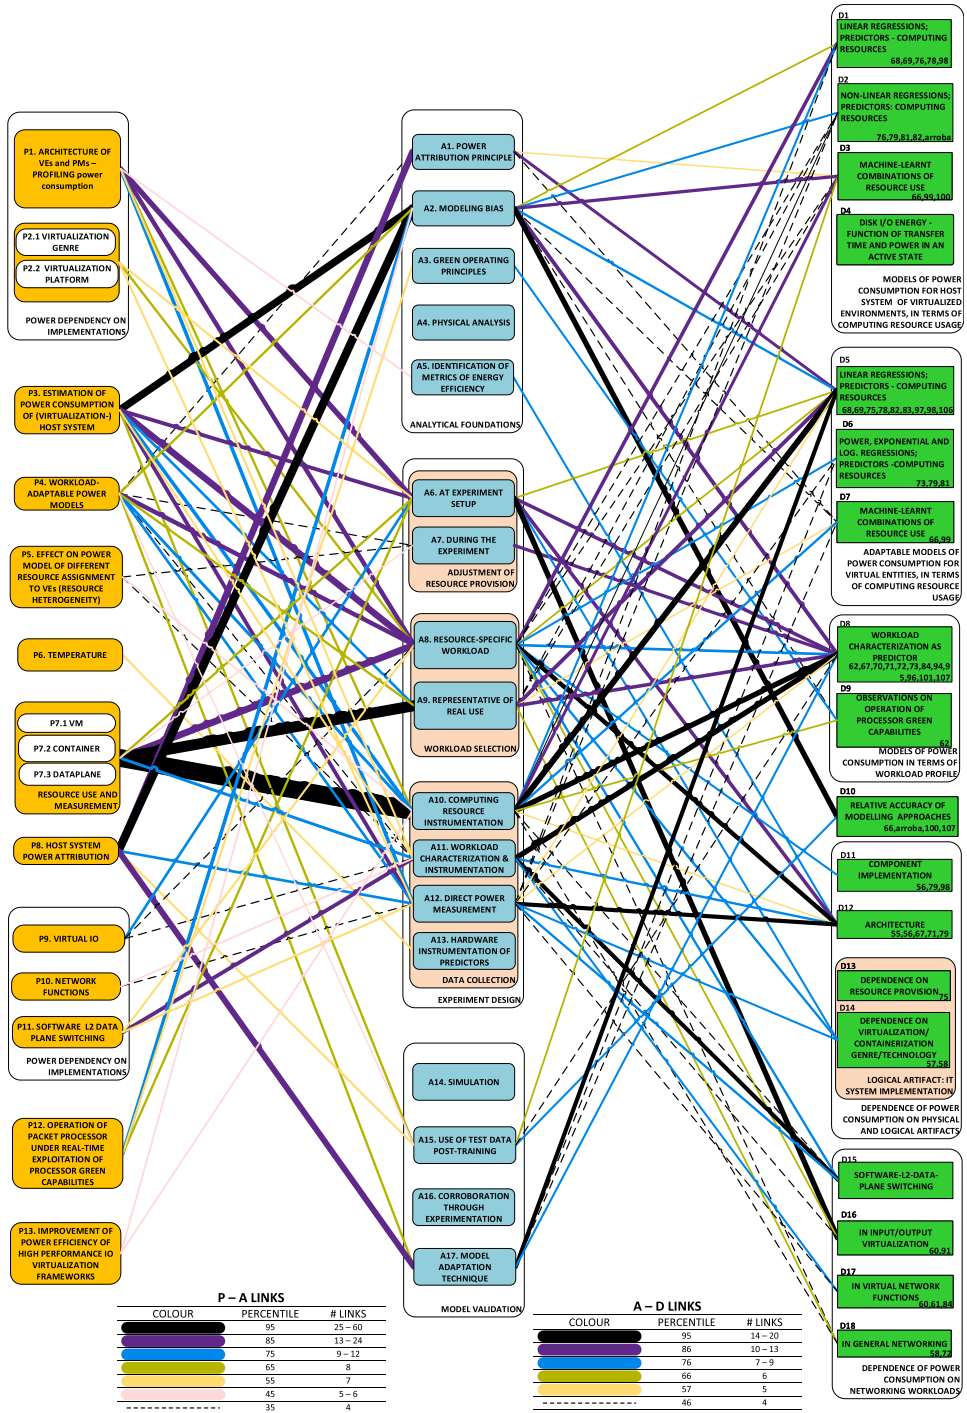 P1. ARCHITECTURE OF
VEs and PMs –
PROFILING power
consumption
P2.1 VIRTUALIZATION
GENRE
P2.2 VIRTUALIZATION
PLATFORM
POWER DEPENDENCY ON
IMPLEMENTATIONS
P3. ESTIMATION OF
POWER CONSUMPTION
OF (VIRTUALIZATION-)
HOST SYSTEM
P4. WORKLOAD-
ADAPTABLE POWER
MODELS
P5. EFFECT ON POWER
MODEL OF DIFFERENT
RESOURCE ASSIGNMENT
TO VEs (RESOURCE
HETEROGENEITY)
P6. TEMPERATURE
P7.1 VM
P7.2 CONTAINER
P7.3 DATAPLANE
RESOURCE USE AND
MEASUREMENT
P8. HOST SYSTEM
POWER ATTRIBUTION
P9. VIRTUAL IO
P10. NETWORK
FUNCTIONS
P11. SOFTWARE L2 DATA
PLANE SWITCHING
POWER DEPENDENCY ON
IMPLEMENTATIONS
P12. OPERATION OF
PACKET PROCESSOR
UNDER REAL-TIME
EXPLOITATION OF
PROCESSOR GREEN
CAPABILITIES
P13. IMPROVEMENT OF
POWER EFFICIENCY OF
HIGH PERFORMANCE IO
VIRTUALIZATION
FRAMEWORKS
A1. POWER
ATTRIBUTION PRINCIPLE
A2. MODELING BIAS
A3. GREEN OPERATING
PRINCIPLES
A4. PHYSICAL ANALYSIS
A5. IDENTIFICATION OF
METRICS OF ENERGY
EFFICIENCY
ANALYTICAL FOUNDATIONS
A6. AT EXPERIMENT
SETUP
A7. DURING THE
EXPERIMENT
ADJUSTMENT OF
RESOURCE PROVISION
A8. RESOURCE-SPECIFIC
WORKLOAD
A9. REPRESENTATIVE OF
REAL USE
WORKLOAD SELECTION
A10. COMPUTING
RESOURCE
INSTRUMENTATION
A11. WORKLOAD
CHARACTERIZATION &
INSTRUMENTATION
A12. DIRECT POWER
MEASUREMENT
A13. HARDWARE
INSTRUMENTATION OF
PREDICTORS
DATA COLLECTION
EXPERIMENT DESIGN
A14. SIMULATION
A15. USE OF TEST DATA
POST-TRAINING
A16. CORROBORATION
THROUGH
EXPERIMENTATION
A17. MODEL
ADAPTATION
TECHNIQUE
MODEL VALIDATION
D1
LINEAR REGRESSIONS;
PREDICTORS - COMPUTING
RESOURCES
68,69,76,78,98
D2
NON-LINEAR REGRESSIONS;
PREDICTORS: COMPUTING
RESOURCES
76,79,81,82,arroba
D3
MACHINE-LEARNT
COMBINATIONS OF
RESOURCE USE
66,99,100
D4
DISK I/O ENERGY -
FUNCTION OF TRANSFER
TIME AND POWER IN AN
ACTIVE STATE
MODELS OF POWER
CONSUMPTION FOR HOST
SYSTEM OF VIRTUALIZED
ENVIRONMENTS, IN TERMS OF
COMPUTING RESOURCE USAGE
D5
LINEAR REGRESSIONS;
PREDICTORS - COMPUTING
RESOURCES
68,69,75,78,82,83,97,98,106
D6
POWER, EXPONENTIAL AND
LOG. REGRESSIONS;
PREDICTORS -COMPUTING
RESOURCES
73,79,81
D7
MACHINE-LEARNT
COMBINATIONS OF
RESOURCE USE
66,99
ADAPTABLE MODELS OF
POWER CONSUMPTION FOR
VIRTUAL ENTITIES, IN TERMS
OF COMPUTING RESOURCE
USAGE
D8
WORKLOAD
CHARACTERIZATION AS
PREDICTOR
62,67,70,71,72,73,84,94,9
5,96,101,107
D9
OBSERVATIONS ON
OPERATION OF
PROCESSOR GREEN
CAPABILITIES
62
MODELS OF POWER
CONSUMPTION IN TERMS OF
WORKLOAD PROFILE
D10
RELATIVE ACCURACY OF
MODELLING APPROACHES
66,arroba,100,107
D11
COMPONENT
IMPLEMENTATION
56,79,98
D12
ARCHITECTURE
55,56,67,71,79
D13
DEPENDENCE ON
RESOURCE PROVISION
75
D14
DEPENDENCE ON
VIRTUALIZATION/
CONTAINERIZATION
GENRE/TECHNOLOGY
57,58
LOGICAL ARTIFACT: IT
SYSTEM IMPLEMENTATION
DEPENDENCE OF POWER
CONSUMPTION ON PHYSICAL
AND LOGICAL ARTIFACTS
D15
SOFTWARE-L2-DATA-
PLANE SWITCHING
D16
IN INPUT/OUTPUT
VIRTUALIZATION
60,91
D17
IN VIRTUAL NETWORK
FUNCTIONS
60,61,84
D18
IN GENERAL NETWORKING
58,72
DEPENDENCE OF POWER
CONSUMPTION ON
NETWORKING WORKLOADS
P – A LINKS
COLOUR PERCENTILE # LINKS
95 25 – 60
85 13 – 24
75 9 – 12
65 8
55 7
45 5 – 6
35 4
A – D LINKS
COLOUR PERCENTILE # LINKS
95 14 – 20
86 10 – 13
76 7 – 9
66 6
57 5
46 4